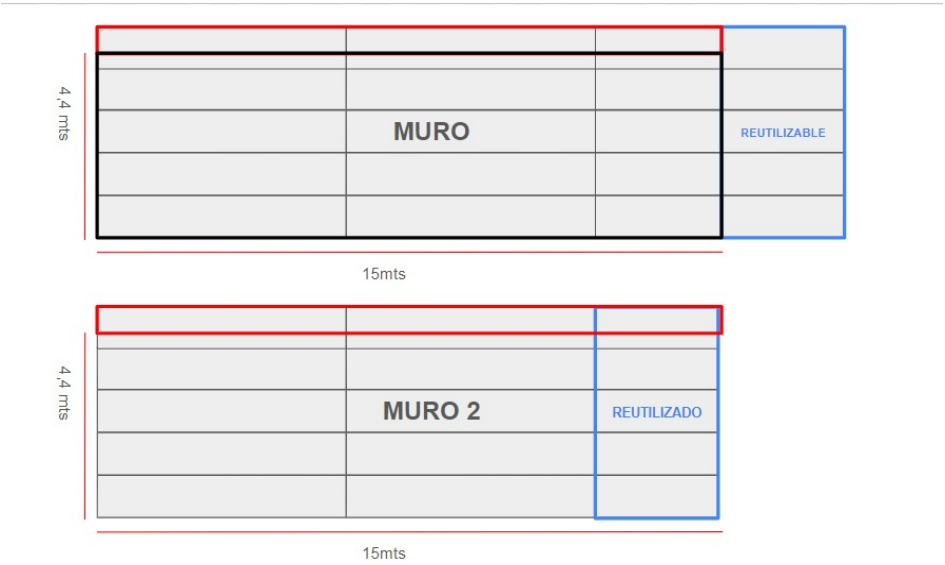 4,4 mts
MURO
REUTILIZABLE
15mts
4,4 mts
MURO 2
REUTILIZADO
15mts